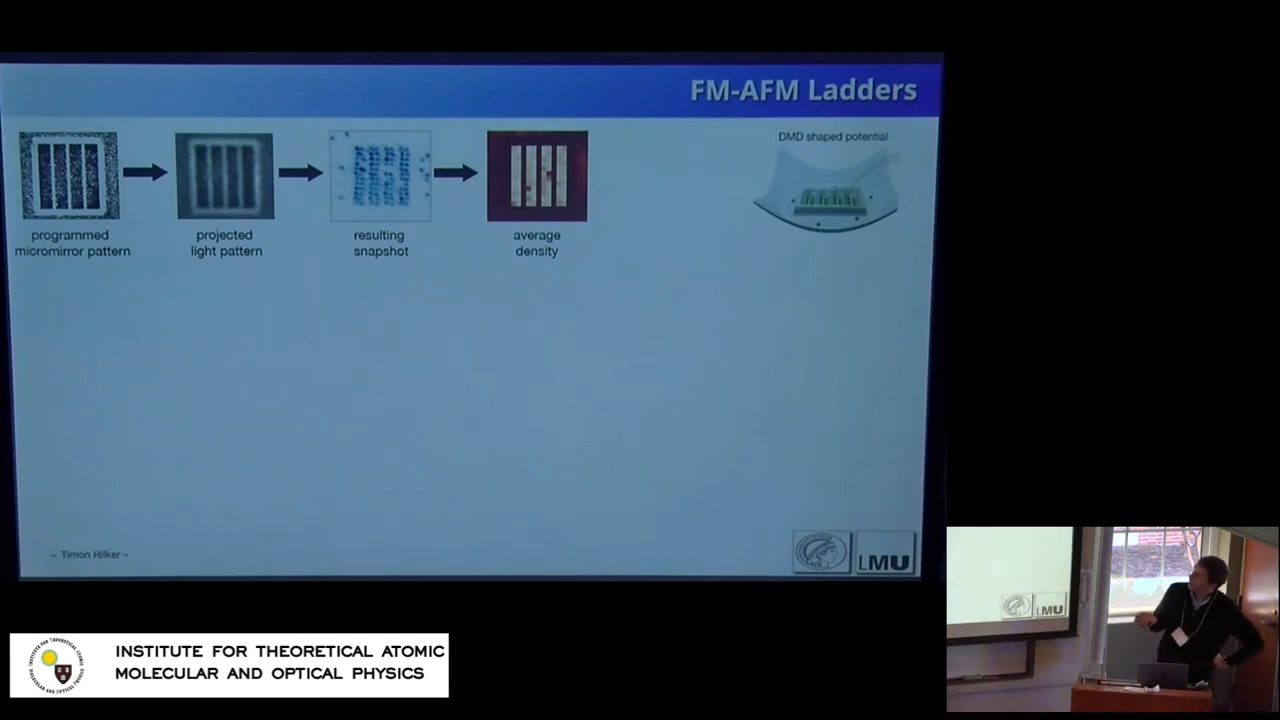 FM-AFM Ladders
programmed
micromirror pattern
projected
light pattern
resulting
snapshot
average
density
DMD shaped potential
– Timon Hilker –
LMU
LMU
INSTITUTE FOR THEORETICAL ATOMIC
MOLECULAR AND OPTICAL PHYSICS